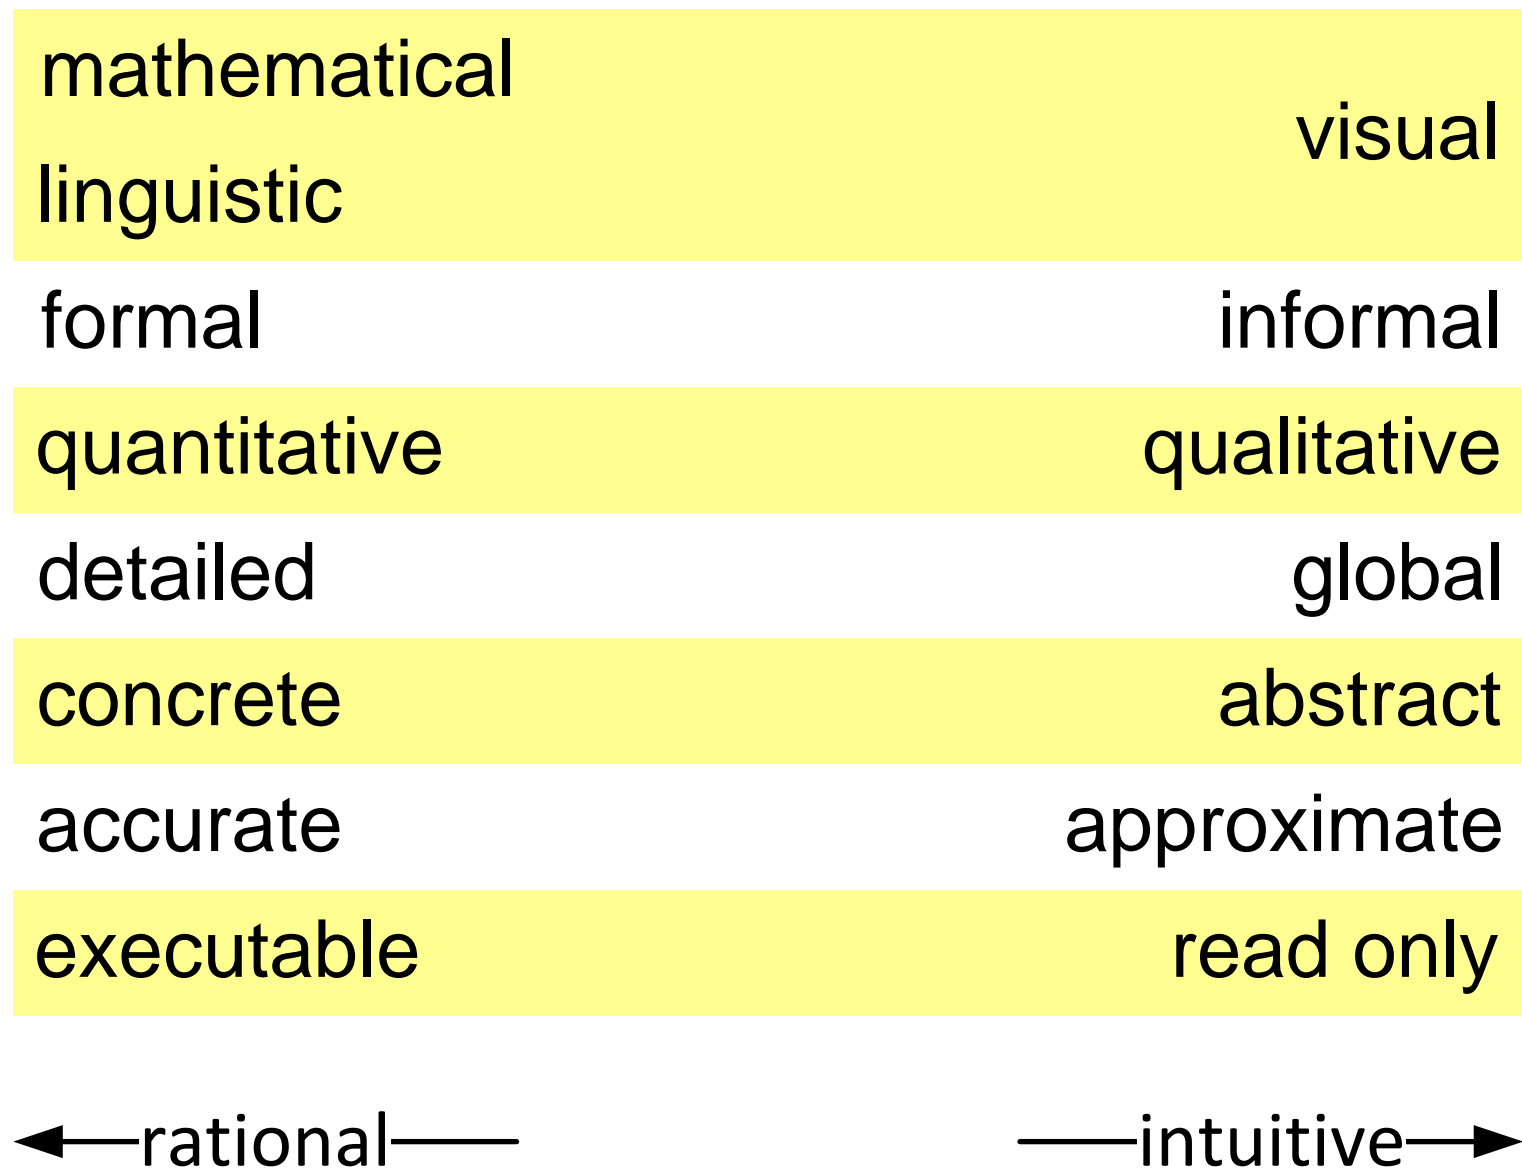 mathematical
visual
linguistic
formal informal
quantitative qualitative
detailed global
concrete abstract
accurate approximate
executable read only
rational intuitive